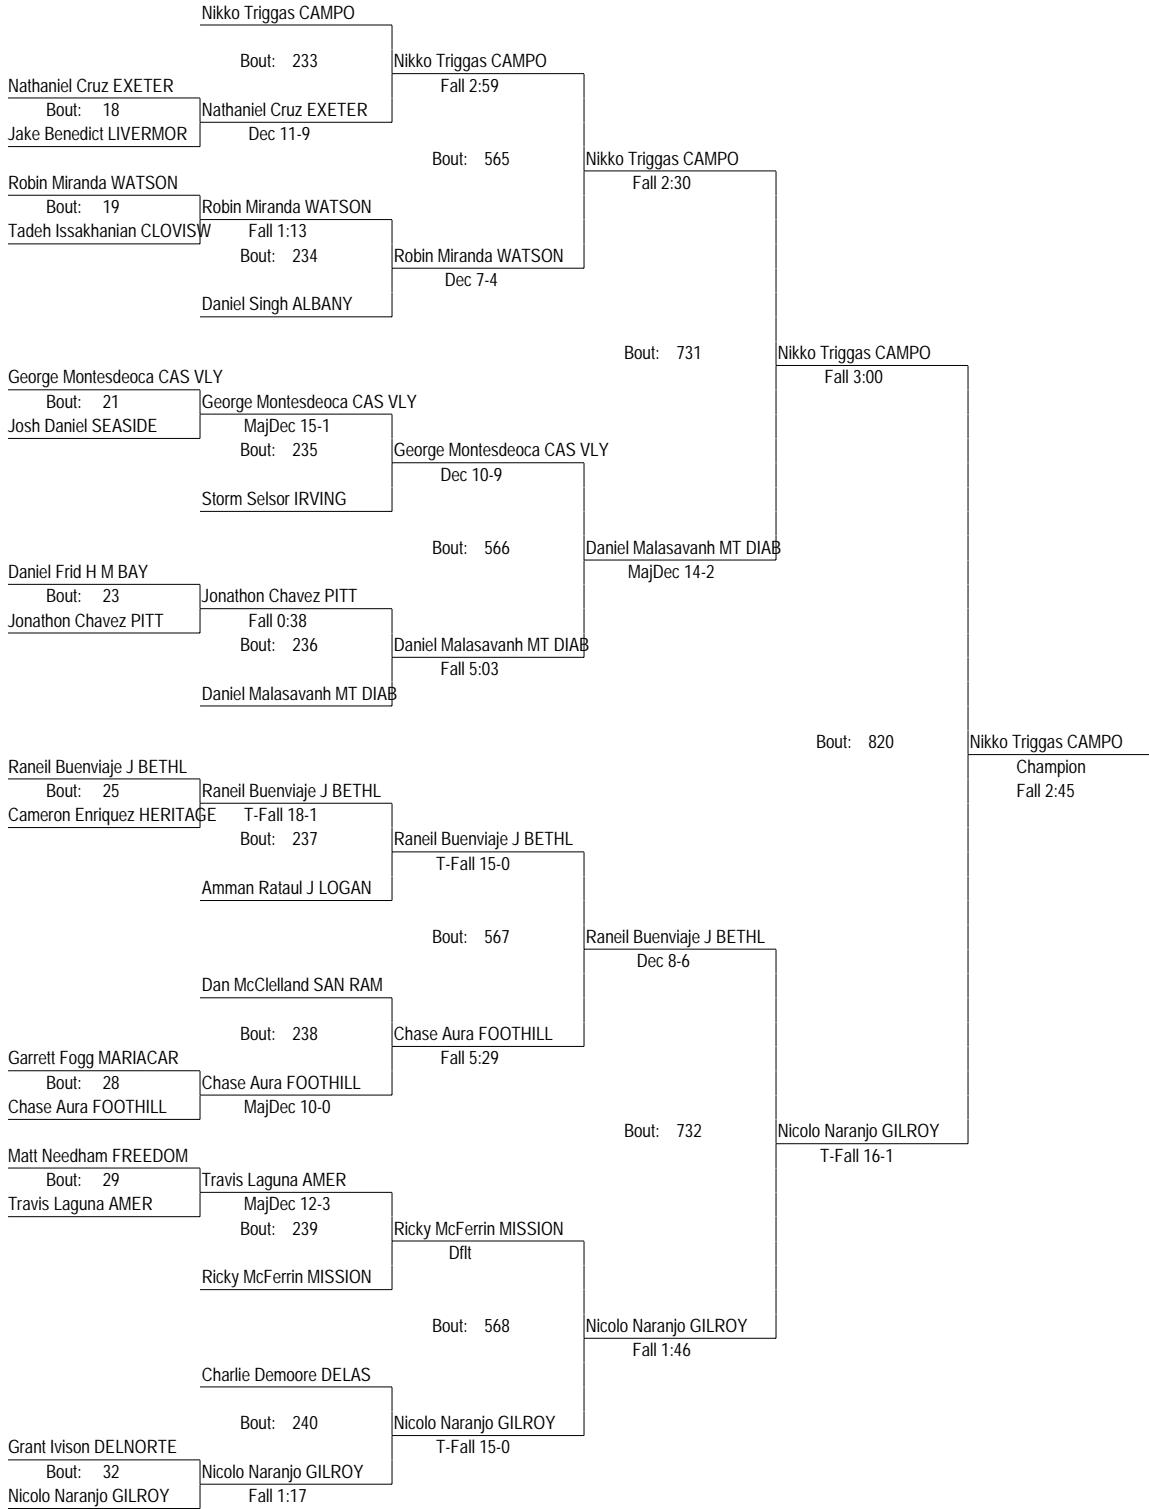 Nikko Triggas CAMPO
Bout: 233
Nikko Triggas CAMPO
Fall 2:59
Nathaniel Cruz EXETER
Bout: 18
Nathaniel Cruz EXETER
Jake Benedict LIVERMOR
Dec 11-9
Bout: 565
Nikko Triggas CAMPO
Fall 2:30
Robin Miranda WATSON
Bout: 19
Robin Miranda WATSON
Tadeh Issakhanian CLOVISW
Fall 1:13
Bout: 234
Robin Miranda WATSON
Dec 7-4
Daniel Singh ALBANY
Bout: 731
Nikko Triggas CAMPO
Fall 3:00
George Montesdeoca CAS VLY
Bout: 21
George Montesdeoca CAS VLY
Josh Daniel SEASIDE
MajDec 15-1
Bout: 235
George Montesdeoca CAS VLY
Dec 10-9
Storm Selsor IRVING
Bout: 566
Daniel Malasavanh MT DIAB
MajDec 14-2
Daniel Frid H M BAY
Bout: 23
Jonathon Chavez PITT
Jonathon Chavez PITT
Fall 0:38
Bout: 236
Daniel Malasavanh MT DIAB
Fall 5:03
Daniel Malasavanh MT DIAB
Bout: 820
Nikko Triggas CAMPO
Champion
Fall 2:45
Raneil Buenviaje J BETHL
Bout: 25
Raneil Buenviaje J BETHL
Cameron Enriquez HERITAGE
T-Fall 18-1
Bout: 237
Raneil Buenviaje J BETHL
T-Fall 15-0
Amman Rataul J LOGAN
Bout: 567
Raneil Buenviaje J BETHL
Dec 8-6
Dan McClelland SAN RAM
Bout: 238
Chase Aura FOOTHILL
Fall 5:29
Garrett Fogg MARIACAR
Bout: 28
Chase Aura FOOTHILL
Chase Aura FOOTHILL
MajDec 10-0
Bout: 732
Nicolo Naranjo GILROY
T-Fall 16-1
Matt Needham FREEDOM
Bout: 29
Travis Laguna AMER
Travis Laguna AMER
MajDec 12-3
Bout: 239
Ricky McFerrin MISSION
Dflt
Ricky McFerrin MISSION
Bout: 568
Nicolo Naranjo GILROY
Fall 1:46
Charlie Demoore DELAS
Bout: 240
Nicolo Naranjo GILROY
T-Fall 15-0
Grant Ivison DELNORTE
Bout: 32
Nicolo Naranjo GILROY
Nicolo Naranjo GILROY
Fall 1:17